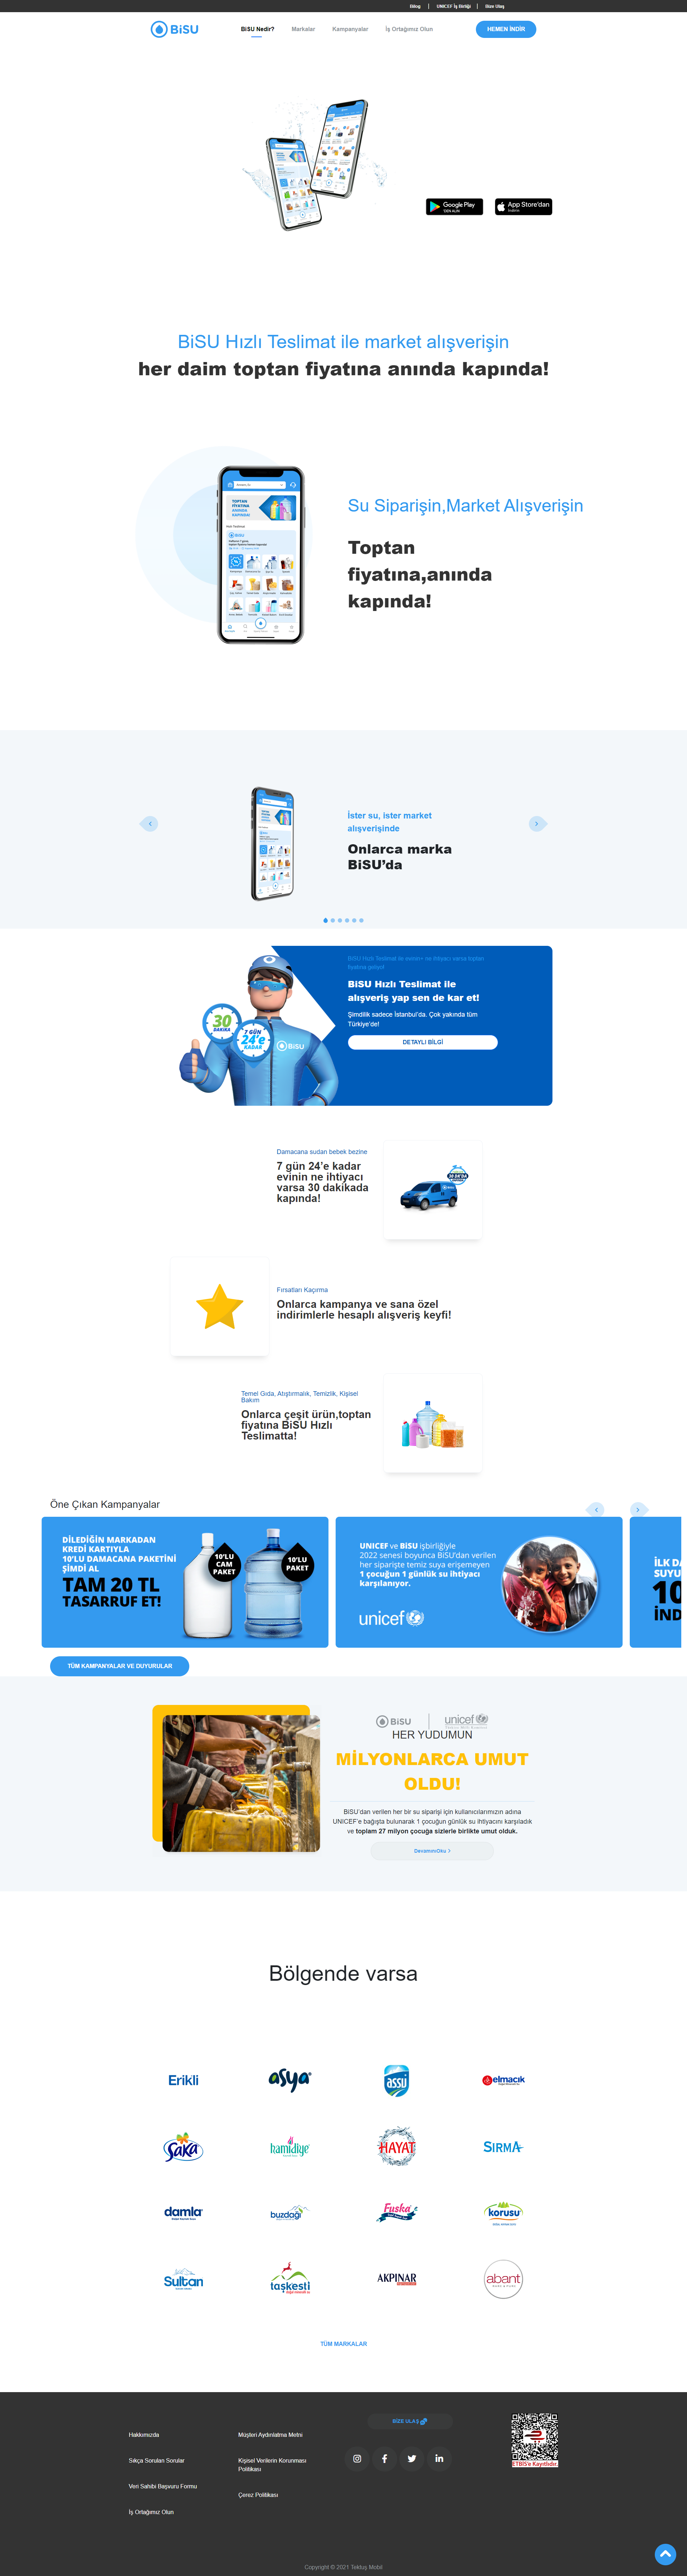 Blog
UNICEF İş Birliği
Bize Ulaş
BiSU
BiSU Nedir?
Markalar
Kampanyalar
İş Ortağımız Olun
HEMEN İNDİR
Google Play
'DEN ALIN
App Store'dan
İndirin
BiSU Hızlı Teslimat ile market alışverişin
her daim toptan fiyatına anında kapında!
TOPTAN
FİYATINA
ANINDA
KAPINDA!
BiSU
Su Siparişin,Market Alışverişin
Toptan
fiyatına,anında
kapında!
İster su, ister market
alışverişinde
Onlarca marka
BiSU’da
BiSU Hızlı Teslimat ile evinin+ ne ihtiyacı varsa toptan
fiyatına getirir!
BiSU Hızlı Teslimat ile
alışveriş yap sen de kar et!
Şimdilik sadece İstanbul’da. Çok yakında tüm
Türkiye’de!
DETAYLI BİLGİ
30
DAKİKA
7 GÜN
24'e
KADAR
BiSU
Damacana sudan bebek bezine
7 gün 24’e kadar
evinin ne ihtiyacı
varsa 30 dakikada
kapında!
Fırsatları Kaçırma
Onlarca kampanya ve sana özel
indirimlerle hesaplı alışveriş keyfi!
Temel Gıda, Atıştırmalık, Temizlik, Kişisel
Bakım
Onlarca çeşit ürün,toptan
fiyatına BiSU Hızlı
Teslimatta!
Öne Çıkan Kampanyalar
DİLEDİĞİN MARKADAN
KREDİ KARTIYLA
10'LU DAMACANA PAKETİNİ
ŞİMDİ AL
TAM 20 TL
TASARRUF ET!
10'LU
CAM
PAKET
10'LU
PAKET
UNICEF ve BiSU işbirliğiyle
2022 senesi boyunca BiSU'dan verilen
her siparişte temiz suya erişemeyen
1 çocuğun 1 günlük su ihtiyacı
karşılanıyor.
unicef
İLK DA
SUYU
10
İND
TÜM KAMPANYALAR VE DUYURULAR
BiSU
unicef
HER YUDUMUN
MİLYONLARCA UMUT
OLDU!
BiSU’dan verilen her bir su siparişi için kullanıcılarımızın adına
UNICEF’e bağışta bulunarak 1 çocuğun günlük su ihtiyacını karşıladık
ve toplam 27 milyon çocuğa sizlerle birlikte umut olduk.
DevamınıOku
Bölgende varsa
Erikli
asya
assu
elmacık
Saka
hamidiye
HAYAT
SIRMA
damla
buzdağı
Fuska
korusu
Sultan
taşkesti
AKPINAR
abant
TÜM MARKALAR
Hakkımızda
Sıkça Sorulan Sorular
Veri Sahibi Başvuru Formu
İş Ortağımız Olun
Müşteri Aydınlatma Metni
Kişisel Verilerin Korunması
Politikası
Çerez Politikası
BİZE ULAŞ
ETBİS'e Kayıtlıdır.
Copyright © 2021 Tektuş Mobil